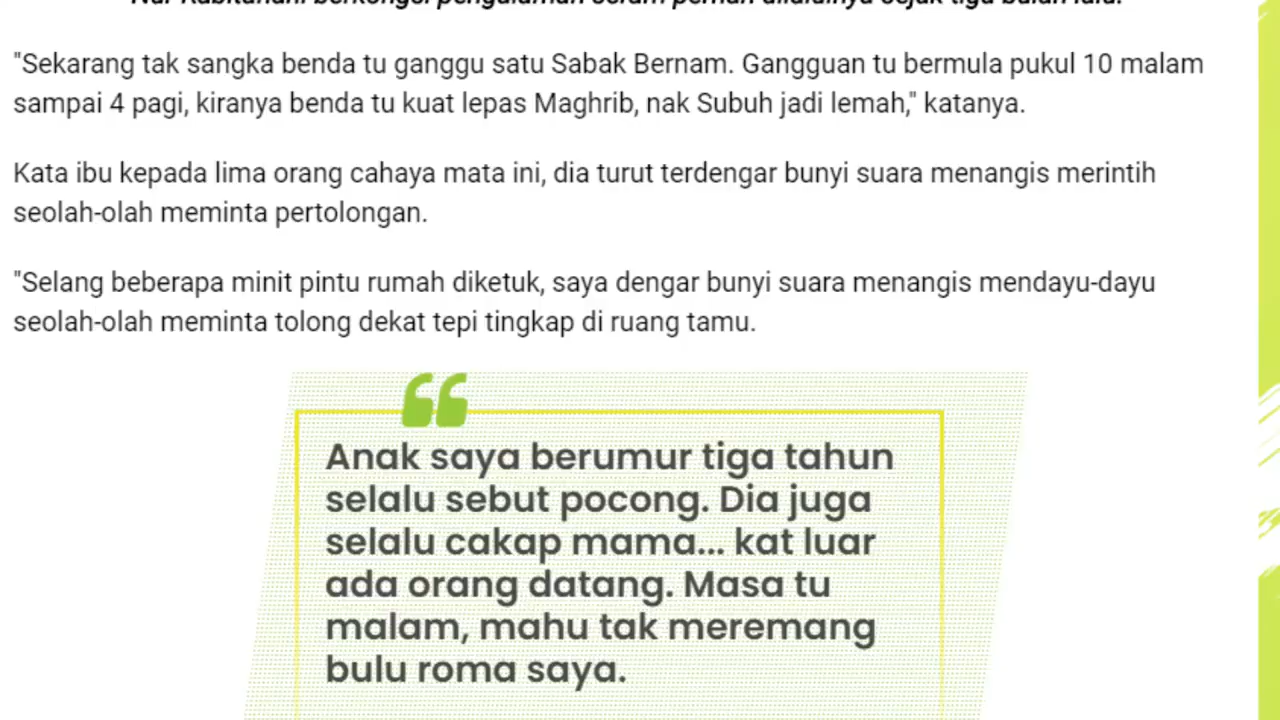 "Sekarang tak sangka benda tu ganggu satu Sabak Bernam. Gangguan tu bermula pukul 10 malam
sampai 4 pagi, kiranya benda tu kuat lepas Maghrib, nak Subuh jadi lemah," katanya.
Kata ibu kepada lima orang cahaya mata ini, dia turut terdengar bunyi suara menangis merintih
seolah-olah meminta pertolongan.
"Selang beberapa minit pintu rumah diketuk, saya dengar bunyi suara menangis mendayu-dayu
seolah-olah meminta tolong dekat tepi tingkap di ruang tamu.
Anak saya berumur tiga tahun
selalu sebut pocong. Dia juga
selalu cakap mama... kat luar
ada orang datang. Masa tu
malam, mahu tak meremang
bulu roma saya.